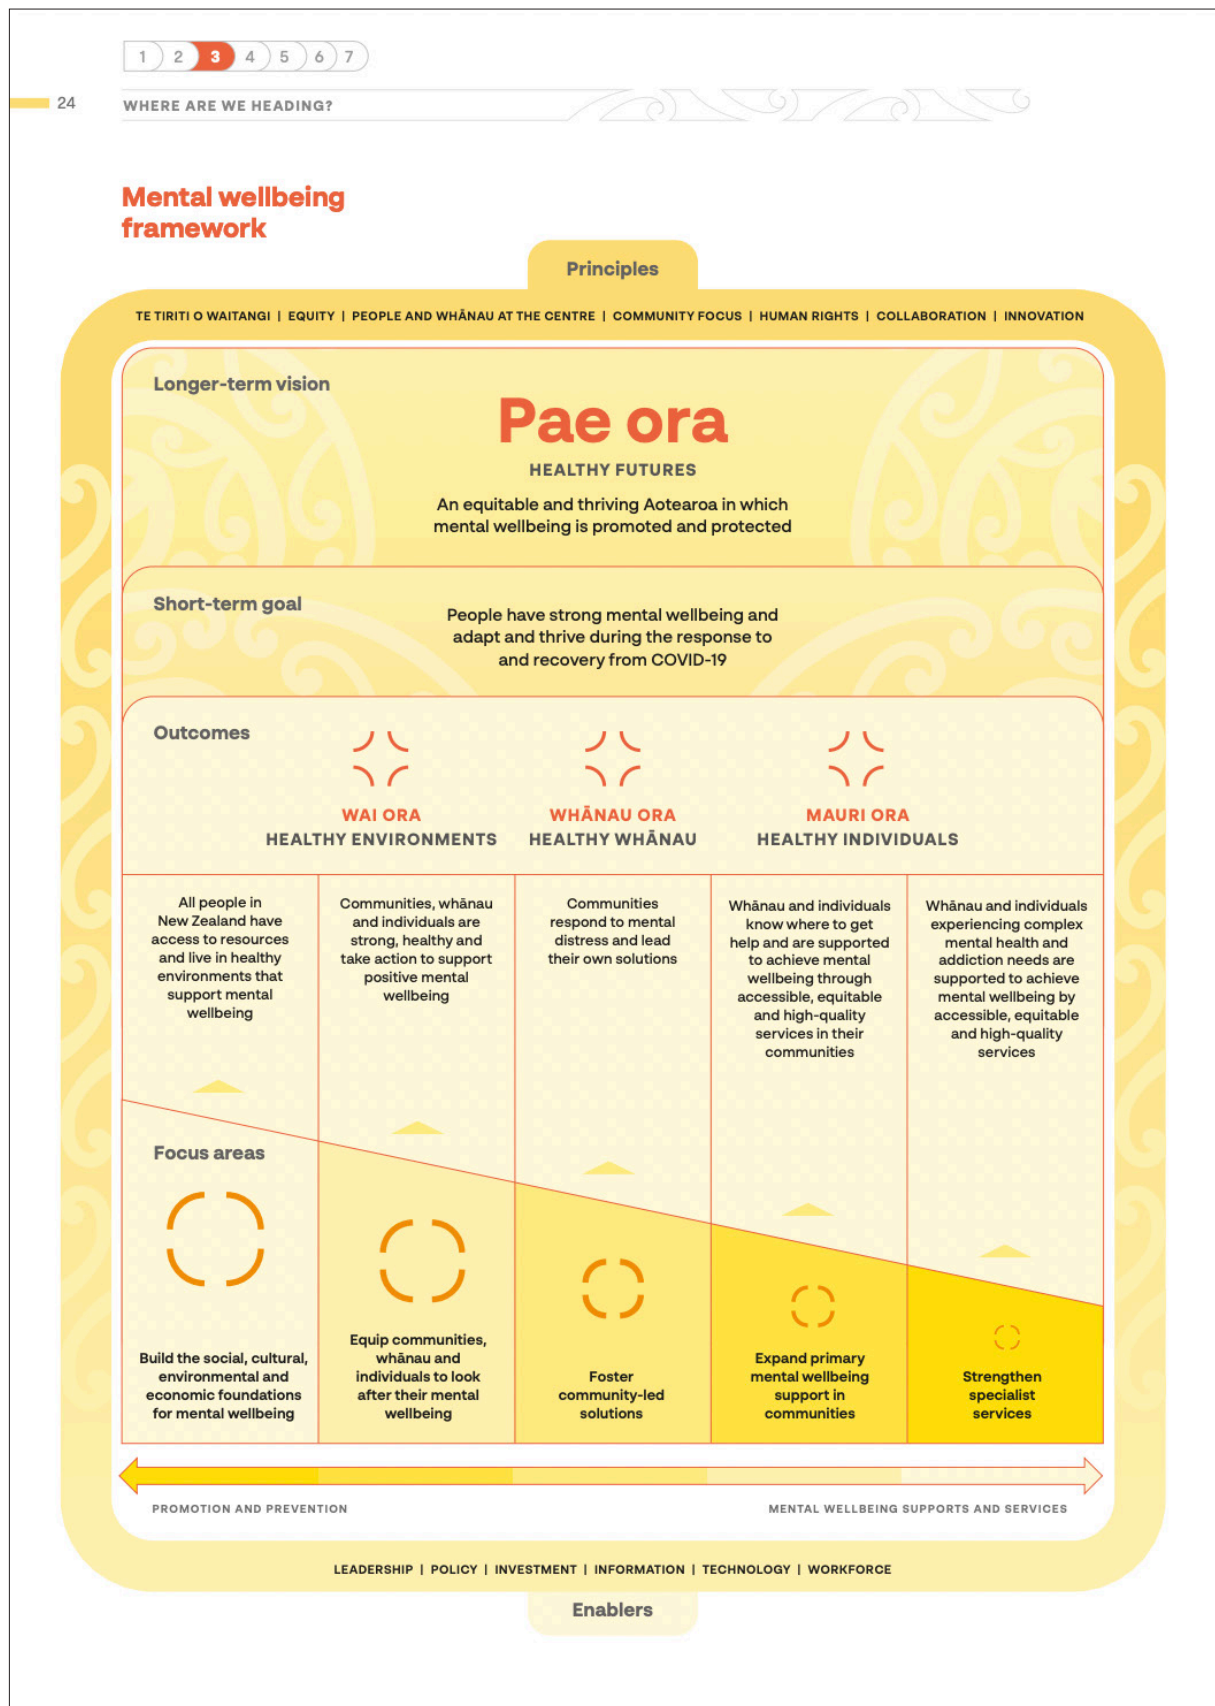 1 2 3 4 5 6 7
24
WHERE ARE WE HEADING?
Mental wellbeing
framework
Principles
TE TIRITI O WAITANGI | EQUITY | PEOPLE AND WHĀNAU AT THE CENTRE | COMMUNITY FOCUS | HUMAN RIGHTS | COLLABORATION | INNOVATION
Longer-term vision
Pae ora
HEALTHY FUTURES
An equitable and thriving Aotearoa in which
mental wellbeing is promoted and protected
Short-term goal
People have strong mental wellbeing and
adapt and thrive during the response to
and recovery from COVID-19
Outcomes
WAI ORA
HEALTHY ENVIRONMENTS
WHĀNAU ORA
HEALTHY WHĀNAU
MAURI ORA
HEALTHY INDIVIDUALS
All people in
New Zealand have
access to resources
and live in healthy
environments that
support mental
wellbeing
Communities, whānau
and individuals are
strong, healthy and
take action to support
positive mental
wellbeing
Communities
respond to mental
distress and lead
their own solutions
Whānau and individuals
know where to get
help and are supported
to achieve mental
wellbeing through
accessible, equitable
and high-quality
services in their
communities
Whānau and individuals
experiencing complex
mental health and
addiction needs are
supported to achieve
mental wellbeing by
accessible, equitable
and high-quality
services
Focus areas
Build the social, cultural,
environmental and
economic foundations
for mental wellbeing
Equip communities,
whānau and
individuals to look
after their mental
wellbeing
Foster
community-led
solutions
Expand primary
mental wellbeing
support in
communities
Strengthen
specialist
services
PROMOTION AND PREVENTION
MENTAL WELLBEING SUPPORTS AND SERVICES
LEADERSHIP | POLICY | INVESTMENT | INFORMATION | TECHNOLOGY | WORKFORCE
Enablers